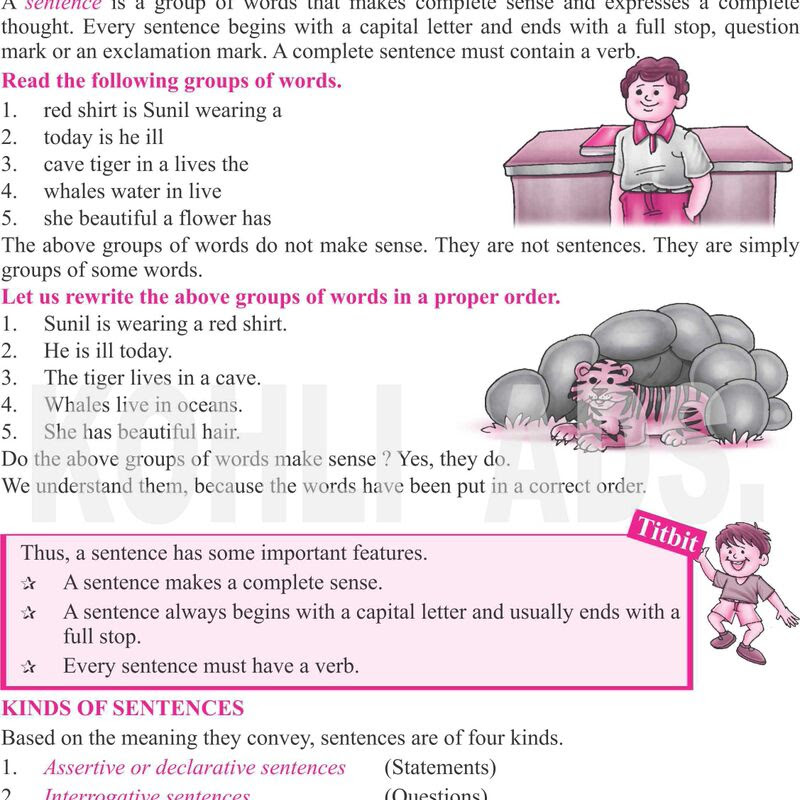 A sentence is a group of words that makes complete sense and expresses a complete
thought. Every sentence begins with a capital letter and ends with a full stop, question
mark or an exclamation mark. A complete sentence must contain a verb.
Read the following groups of words.
1. red shirt is Sunil wearing a
2. today is he ill
3. cave tiger in a lives the
4. whales water in live
5. she beautiful a flower has
The above groups of words do not make sense. They are not sentences. They are simply
groups of some words.
Let us rewrite the above groups of words in a proper order.
1. Sunil is wearing a red shirt.
2. He is ill today.
3. The tiger lives in a cave.
4. Whales live in oceans.
5. She has beautiful hair.
Do the above groups of words make sense ? Yes, they do.
We understand them, because the words have been put in a correct order.
KOHLI ADS.
Titbit
Thus, a sentence has some important features.
☆ A sentence makes a complete sense.
☆ A sentence always begins with a capital letter and usually ends with a
full stop.
☆ Every sentence must have a verb.
KINDS OF SENTENCES
Based on the meaning they convey, sentences are of four kinds.
1. Assertive or declarative sentences (Statements)
2. Interrogative sentences (Questions)